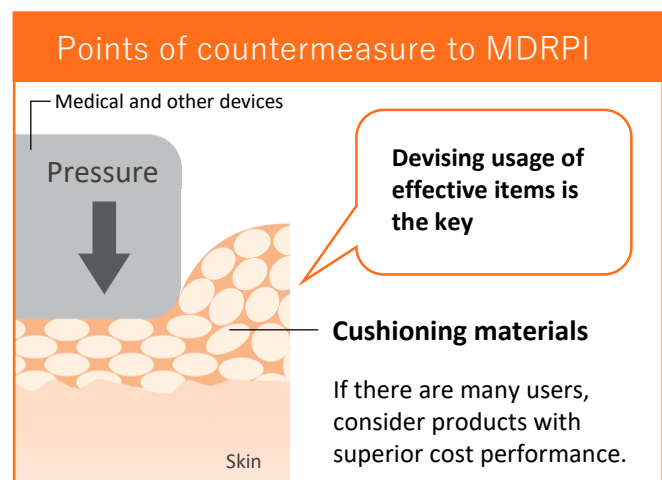 Points of countermeasure to MDRPI
Medical and other devices
Pressure
Devising usage of
effective items is
the key
Cushioning materials
If there are many users,
consider products with
superior cost performance.
Skin